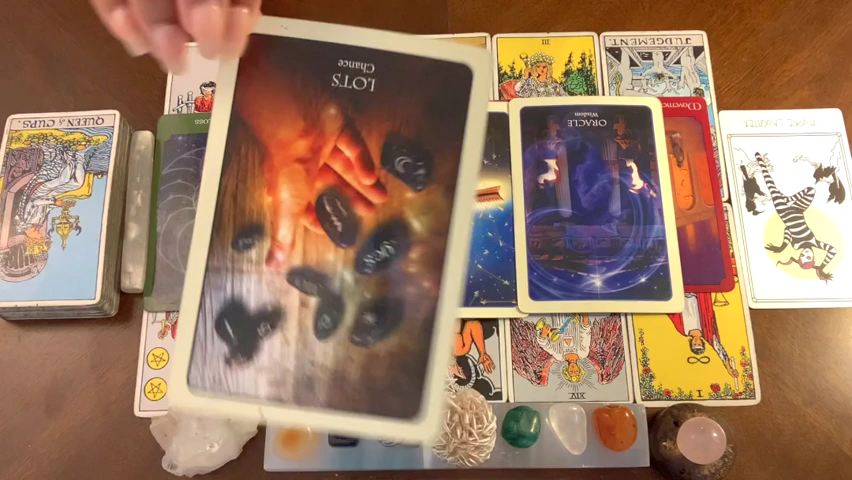 LOTS
Chance
III
JUDGEMENT.
QUEEN of CUPS.
ORACLE
Wisdom
XIV
I